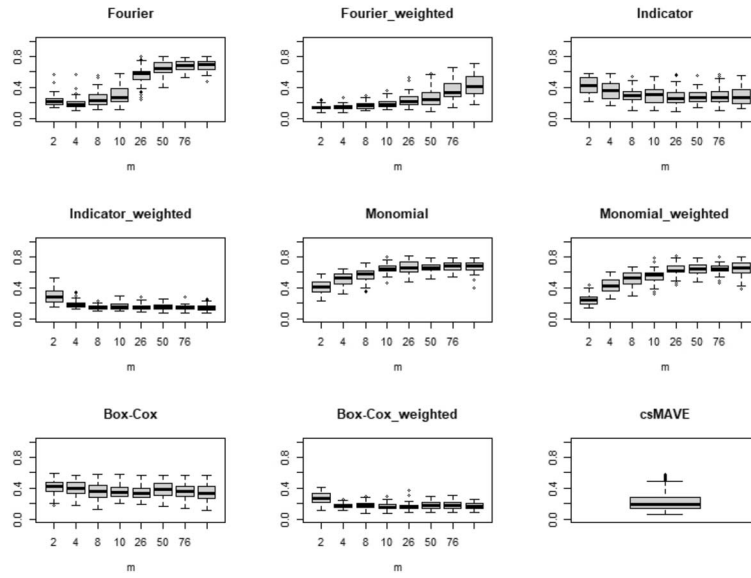 Fourier
0.0 0.4 0.8
2 4 8 10 26 50 76
m
Fourier_weighted
0.0 0.4 0.8
2 4 8 10 26 50 76
m
Indicator
0.0 0.4 0.8
2 4 8 10 26 50 76
m
Indicator_weighted
0.0 0.4 0.8
2 4 8 10 26 50 76
m
Monomial
0.0 0.4 0.8
2 4 8 10 26 50 76
m
Monomial_weighted
0.0 0.4 0.8
2 4 8 10 26 50 76
m
Box-Cox
0.0 0.4 0.8
2 4 8 10 26 50 76
m
Box-Cox_weighted
0.0 0.4 0.8
2 4 8 10 26 50 76
m
csMAVE
0.0 0.4 0.8